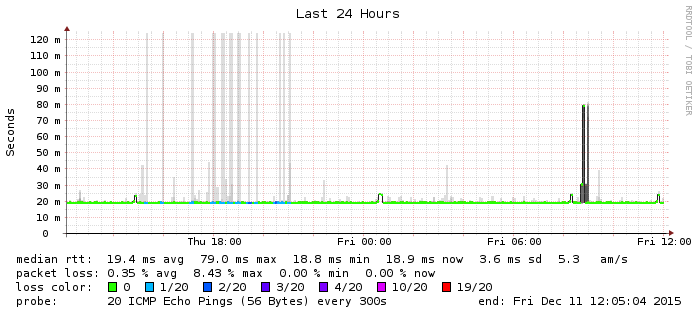 Last 24 Hours
RRDTOOL / TOBI OETIKER
Seconds
120 m
110 m
100 m
90 m
80 m
70 m
60 m
50 m
40 m
30 m
20 m
10 m
0
Thu 18:00 Fri 00:00 Fri 06:00 Fri 12:00
median rtt: 19.4 ms avg 79.0 ms max 18.8 ms min 18.9 ms now 3.6 ms sd 5.3 am/s
packet loss: 0.35 % avg 8.43 % max 0.00 % min 0.00 % now
loss color: 0 1/20 2/20 3/20 4/20 10/20 19/20
probe: 20 ICMP Echo Pings (56 Bytes) every 300s end: Fri Dec 11 12:05:04 2015